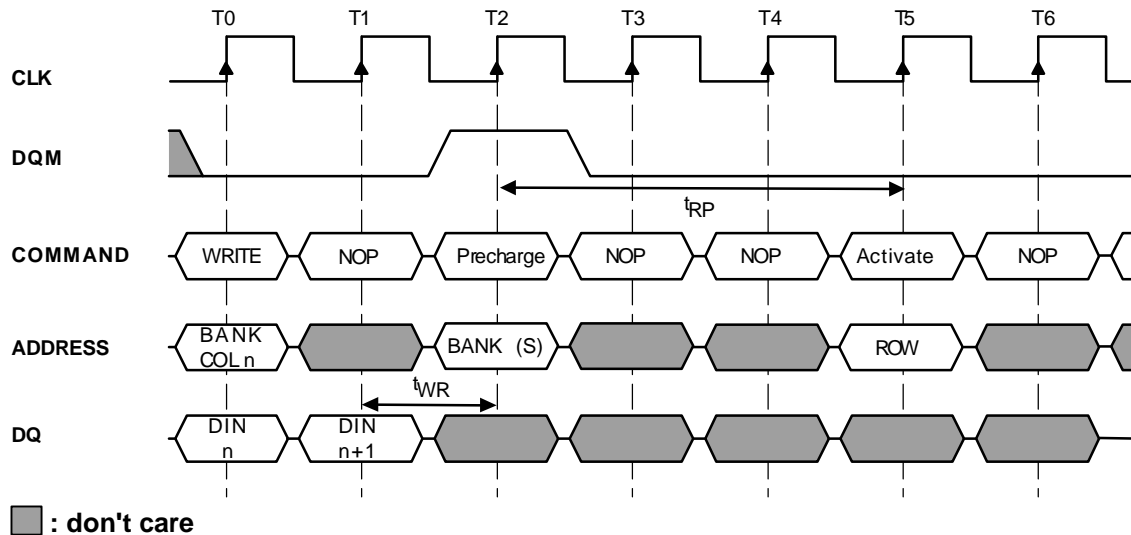 T0 T1 T2 T3 T4 T5 T6
CLK
DQM
tRP
COMMAND WRITE NOP Precharge NOP NOP Activate NOP
ADDRESS BANK COL n BANK (S) ROW
tWR
DQ DIN n DIN n+1
: don't care